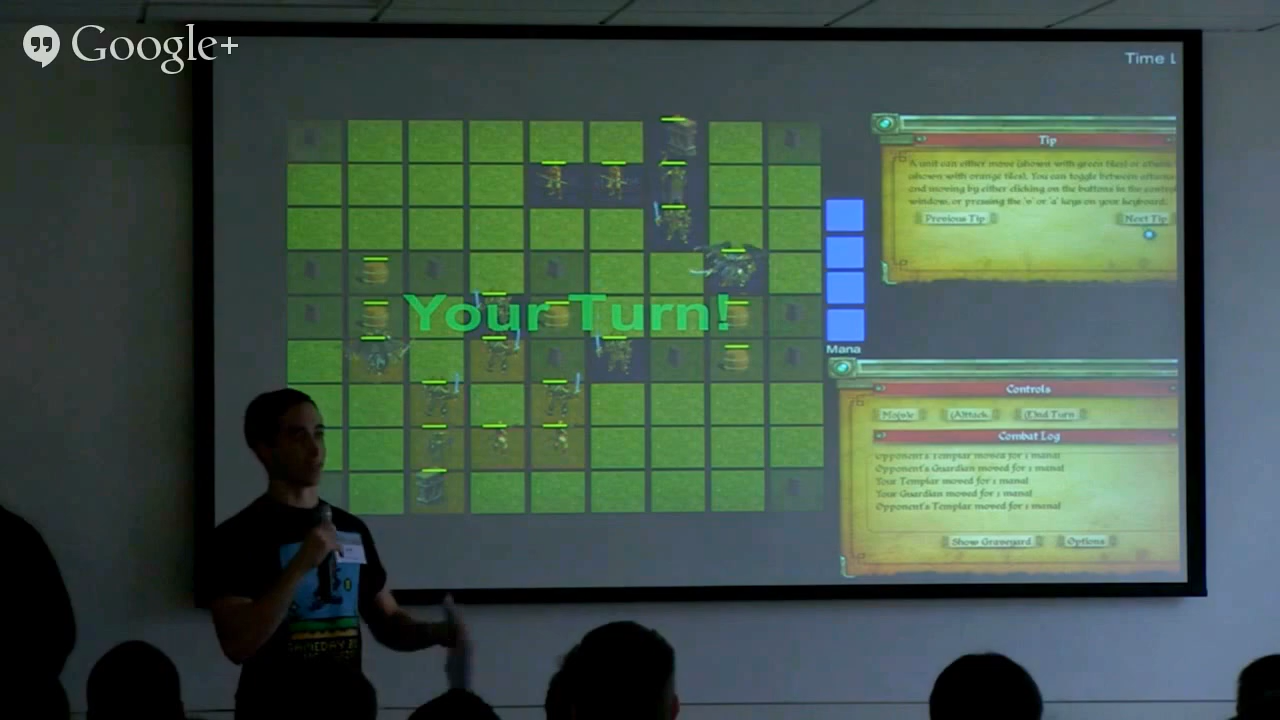 Google+
Time L
Tip
A unit can either move (shown with green tiles) or attack
(shown with orange tiles). You can toggle between attack
and moving by either clicking on the buttons in the control
window, or pressing the 'v' or 'a' keys on your keyboard.
Previous Tip
Next Tip
Your Turn!
Mana
Controls
(Attack
(End Turn
Combat Log
Opponent's Templar moved for 1 mana!
Opponent's Guardian moved for 1 mana!
Your Templar moved for 1 mana!
Your Guardian moved for 1 mana!
Opponent's Templar moved for 1 mana!
Show Graveyard
Options